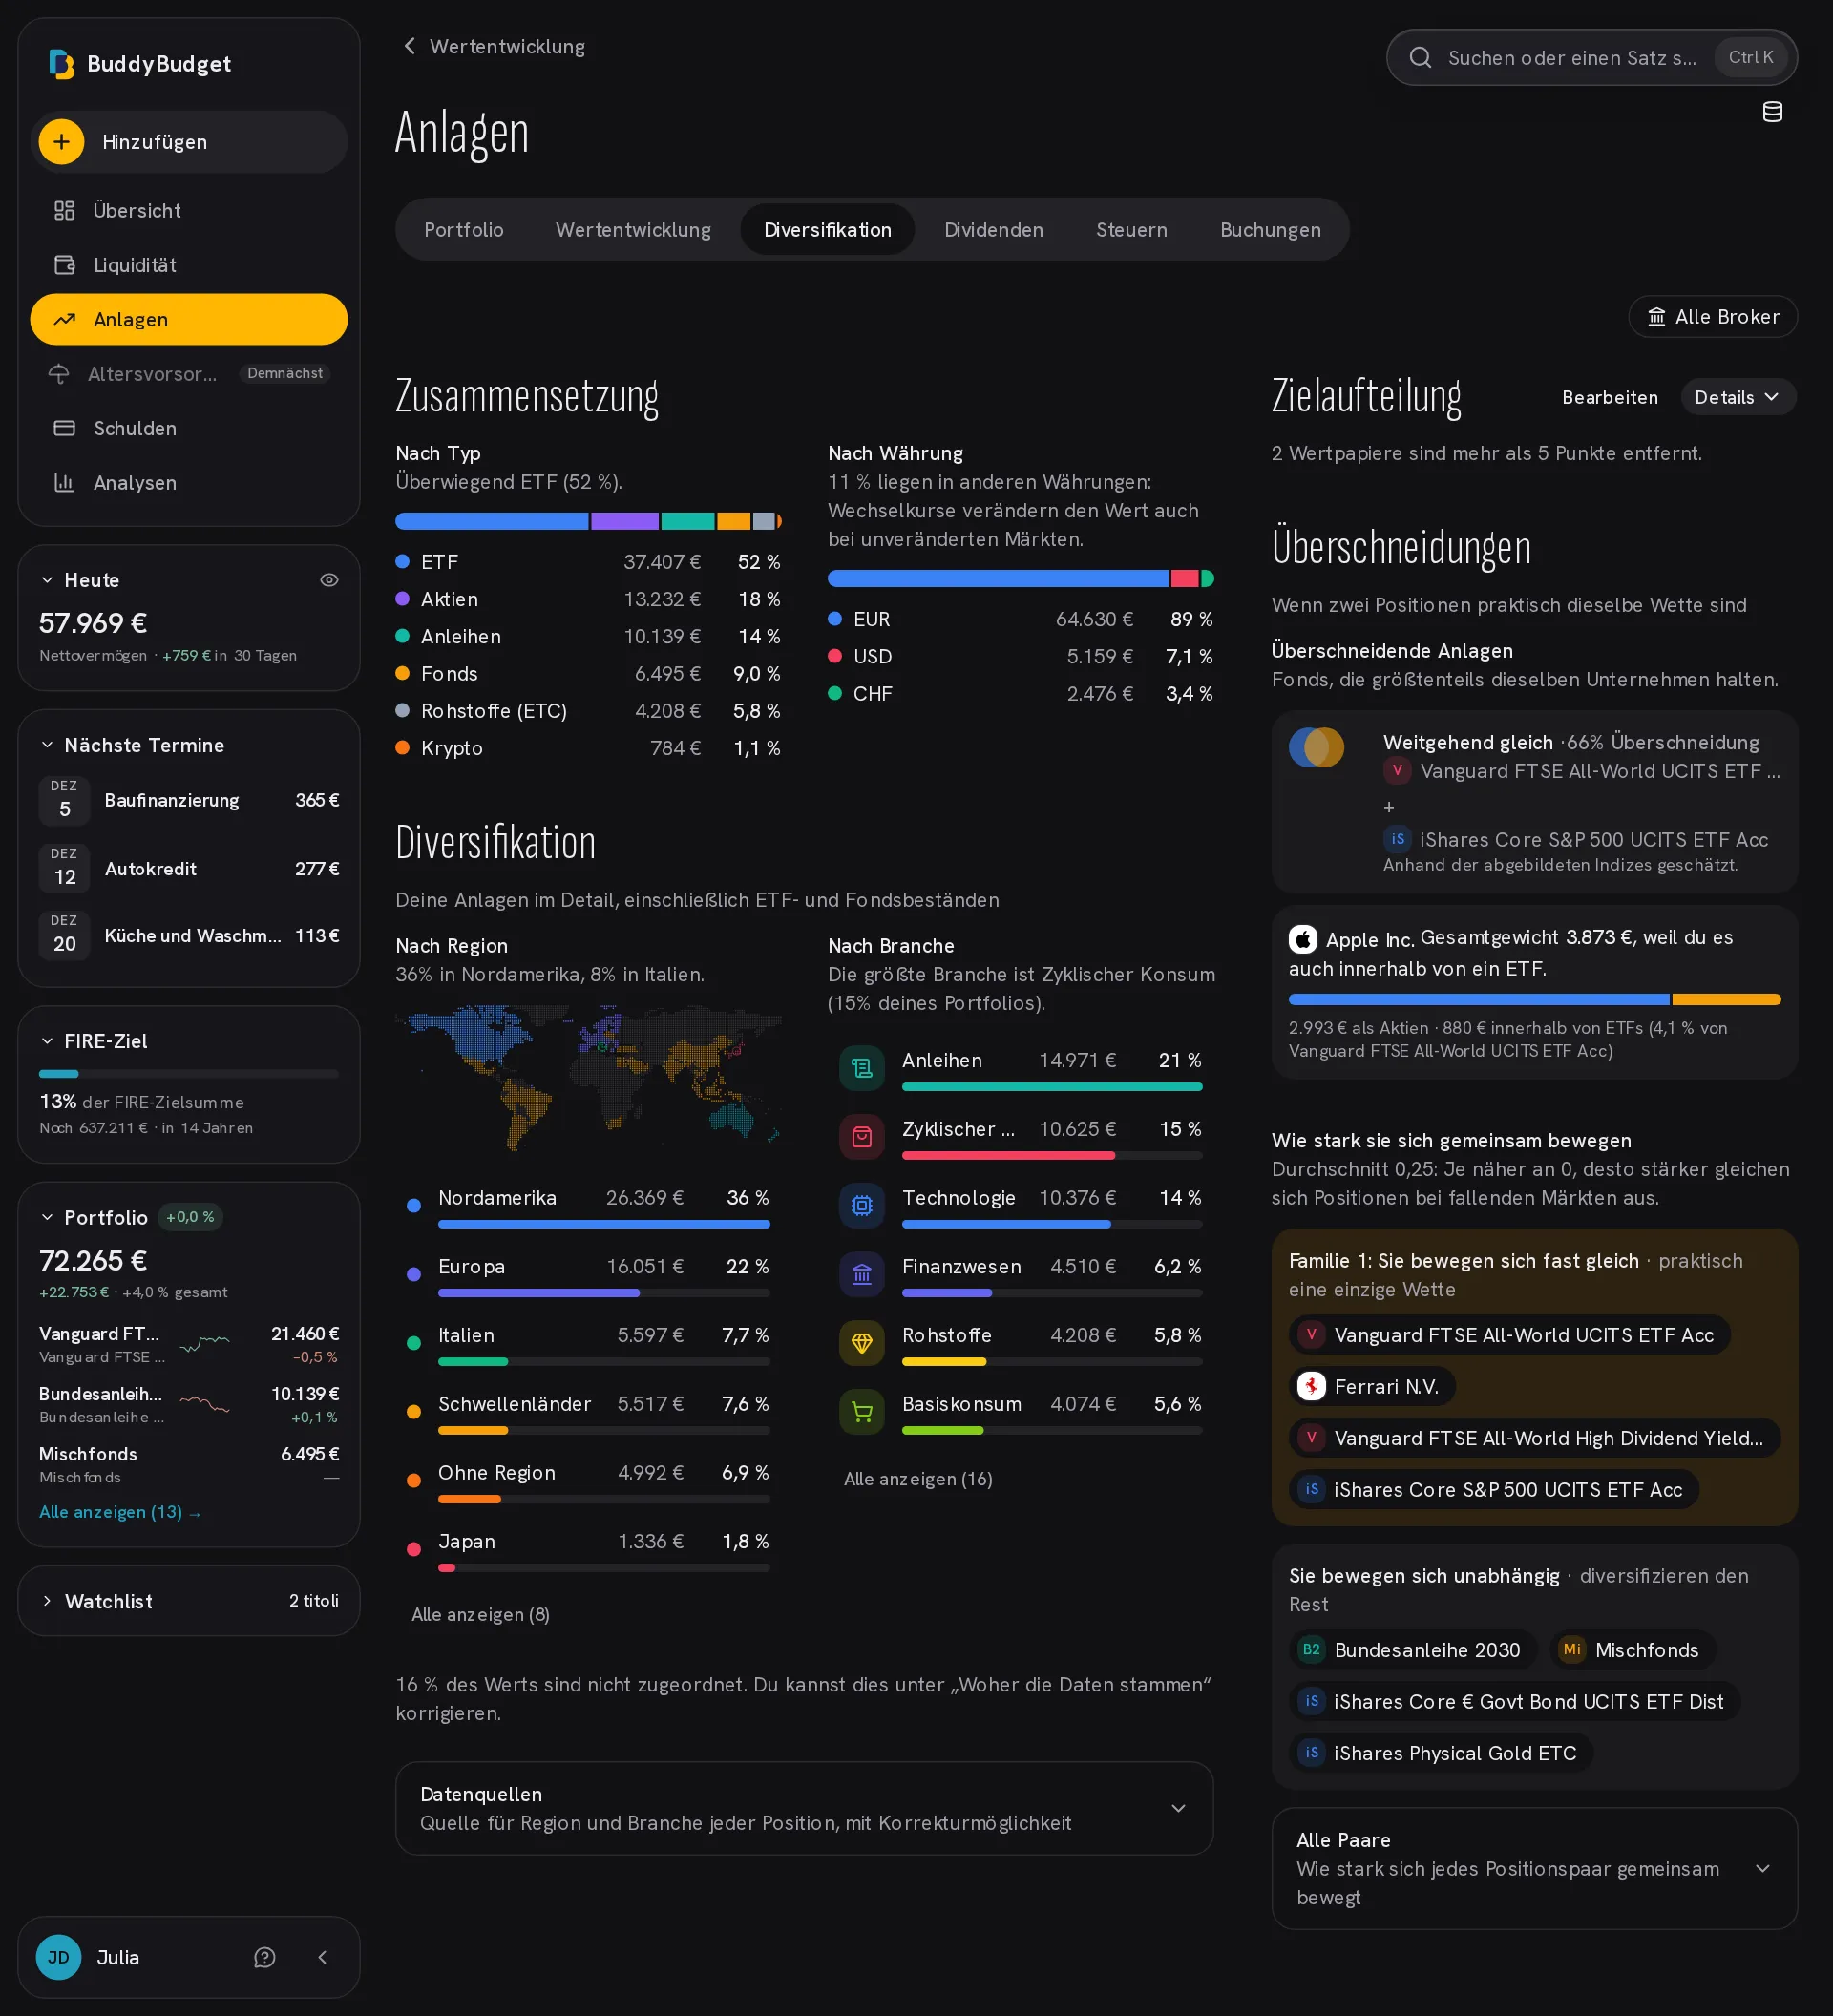 BuddyBudget
Hinzufügen
Übersicht
Liquidität
Anlagen
Altersvorsor... Demnächst
Schulden
Analysen
Heute
57.969 €
Nettovermögen · +759 € in 30 Tagen
Nächste Termine
DEZ
5
Baufinanzierung 365 €
DEZ
12
Autokredit 277 €
DEZ
20
Küche und Waschm... 113 €
FIRE-Ziel
13% der FIRE-Zielsumme
Noch 637.211 € · in 14 Jahren
Portfolio +0,0 %
72.265 €
+22.753 € · +4,0 % gesamt
Vanguard FT... 21.460 €
Vanguard FTSE ... −0,5 %
Bundesanleih... 10.139 €
Bundesanleihe ... +0,1 %
Mischfonds 6.495 €
Mischfonds —
Alle anzeigen (13) →
Watchlist 2 titoli
JD Julia
Wertentwicklung
Suchen oder einen Satz s... Ctrl K
Anlagen
Portfolio Wertentwicklung Diversifikation Dividenden Steuern Buchungen
Alle Broker
Zusammensetzung
Nach Typ
Überwiegend ETF (52 %).
ETF 37.407 € 52 %
Aktien 13.232 € 18 %
Anleihen 10.139 € 14 %
Fonds 6.495 € 9,0 %
Rohstoffe (ETC) 4.208 € 5,8 %
Krypto 784 € 1,1 %
Nach Währung
11 % liegen in anderen Währungen:
Wechselkurse verändern den Wert auch
bei unveränderten Märkten.
EUR 64.630 € 89 %
USD 5.159 € 7,1 %
CHF 2.476 € 3,4 %
Diversifikation
Deine Anlagen im Detail, einschließlich ETF- und Fondsbeständen
Nach Region
36% in Nordamerika, 8% in Italien.
Nordamerika 26.369 € 36 %
Europa 16.051 € 22 %
Italien 5.597 € 7,7 %
Schwellenländer 5.517 € 7,6 %
Ohne Region 4.992 € 6,9 %
Japan 1.336 € 1,8 %
Alle anzeigen (8)
Nach Branche
Die größte Branche ist Zyklischer Konsum
(15% deines Portfolios).
Anleihen 14.971 € 21 %
Zyklischer ... 10.625 € 15 %
Technologie 10.376 € 14 %
Finanzwesen 4.510 € 6,2 %
Rohstoffe 4.208 € 5,8 %
Basiskonsum 4.074 € 5,6 %
Alle anzeigen (16)
16 % des Werts sind nicht zugeordnet. Du kannst dies unter „Woher die Daten stammen“
korrigieren.
Datenquellen
Quelle für Region und Branche jeder Position, mit Korrekturmöglichkeit
Zielaufteilung Bearbeiten Details
2 Wertpapiere sind mehr als 5 Punkte entfernt.
Überschneidungen
Wenn zwei Positionen praktisch dieselbe Wette sind
Überschneidende Anlagen
Fonds, die größtenteils dieselben Unternehmen halten.
Weitgehend gleich · 66% Überschneidung
V Vanguard FTSE All-World UCITS ETF ...
+
iS iShares Core S&P 500 UCITS ETF Acc
Anhand der abgebildeten Indizes geschätzt.
Apple Inc. Gesamtgewicht 3.873 €, weil du es
auch innerhalb von ein ETF.
2.993 € als Aktien · 880 € innerhalb von ETFs (4,1 % von
Vanguard FTSE All-World UCITS ETF Acc)
Wie stark sie sich gemeinsam bewegen
Durchschnitt 0,25: Je näher an 0, desto stärker gleichen
sich Positionen bei fallenden Märkten aus.
Familie 1: Sie bewegen sich fast gleich · praktisch
eine einzige Wette
V Vanguard FTSE All-World UCITS ETF Acc
Ferrari N.V.
V Vanguard FTSE All-World High Dividend Yield...
iS iShares Core S&P 500 UCITS ETF Acc
Sie bewegen sich unabhängig · diversifizieren den
Rest
B2 Bundesanleihe 2030 Mi Mischfonds
iS iShares Core € Govt Bond UCITS ETF Dist
iS iShares Physical Gold ETC
Alle Paare
Wie stark sich jedes Positionspaar gemeinsam
bewegt